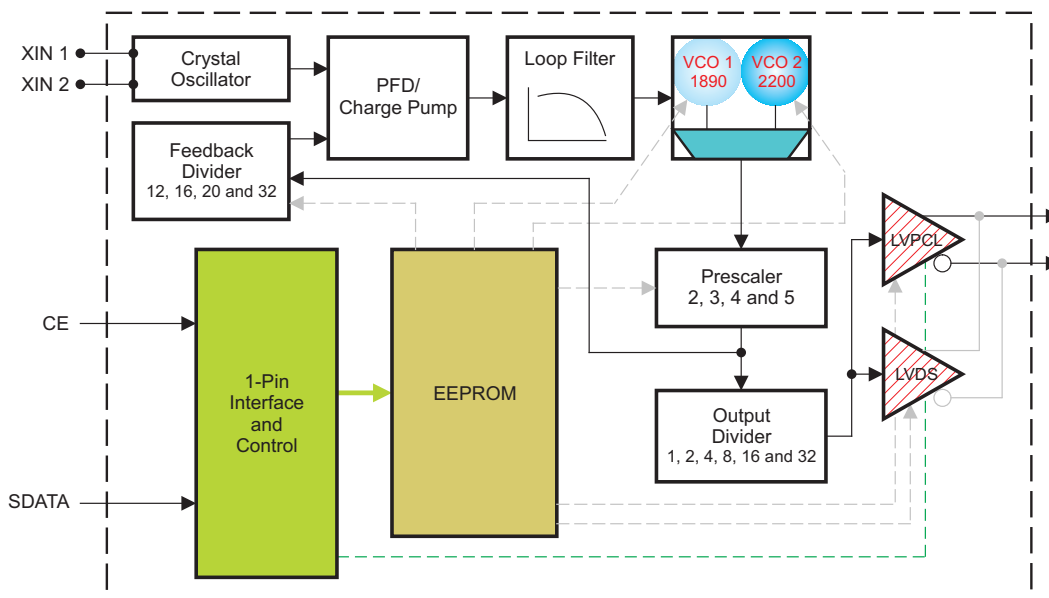 XIN 1
XIN 2
Crystal
Oscillator
PFD/
Charge Pump
Loop Filter
VCO 1
1890
VCO 2
2200
Feedback
Divider
12, 16, 20 and 32
LVPCL
Prescaler
2, 3, 4 and 5
CE
1-Pin
Interface
and
Control
EEPROM
LVDS
Output
Divider
1, 2, 4, 8, 16 and 32
SDATA